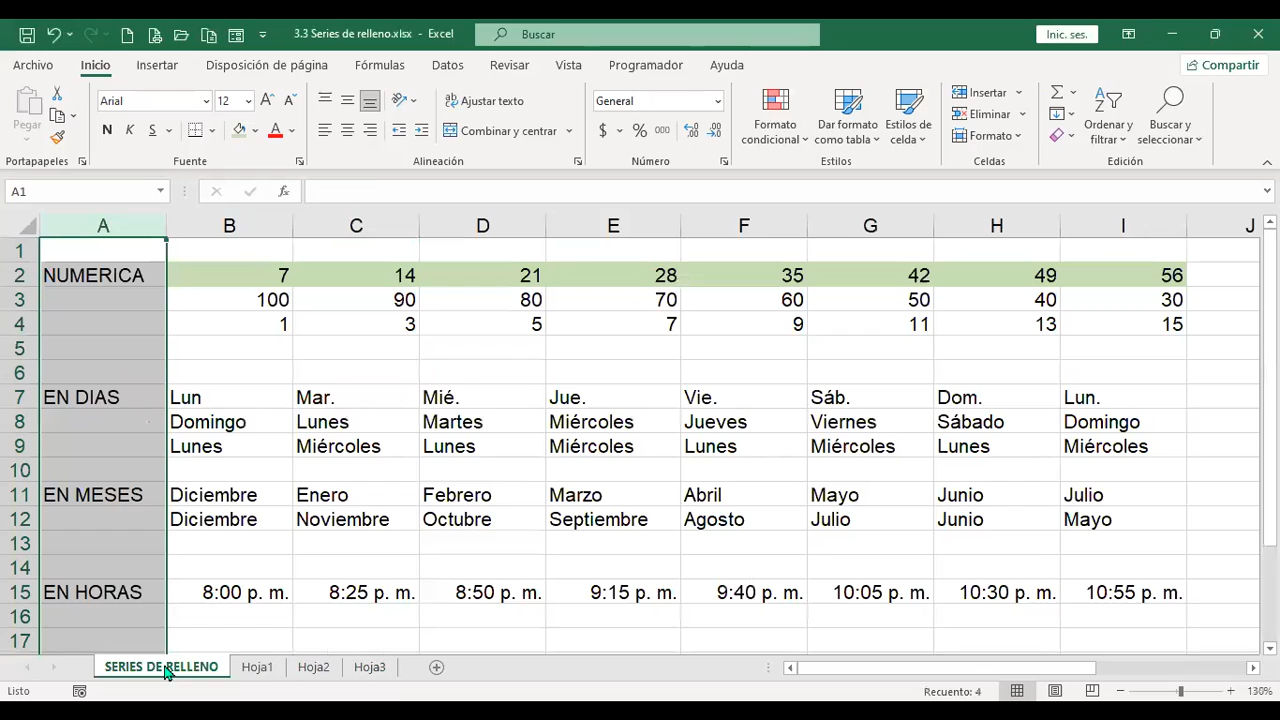 3.3 Series de relleno.xlsx - Excel
Buscar
Inic. ses.
Archivo Inicio Insertar Disposición de página Fórmulas Datos Revisar Vista Programador Ayuda Compartir
Pegar
Arial 12
N K S
Ajustar texto
Combinar y centrar
General
$ % 000
Formato condicional
Dar formato como tabla
Estilos de celda
Insertar
Eliminar
Formato
Ordenar y filtrar
Buscar y seleccionar
Portapapeles Fuente Alineación Número Estilos Celdas Edición
A1 fx
A B C D E F G H I J
1
2 NUMERICA 7 14 21 28 35 42 49 56
3 100 90 80 70 60 50 40 30
4 1 3 5 7 9 11 13 15
5
6
7 EN DIAS Lun Mar. Mié. Jue. Vie. Sáb. Dom. Lun.
8 Domingo Lunes Martes Miércoles Jueves Viernes Sábado Domingo
9 Lunes Miércoles Lunes Miércoles Lunes Miércoles Lunes Miércoles
10
11 EN MESES Diciembre Enero Febrero Marzo Abril Mayo Junio Julio
12 Diciembre Noviembre Octubre Septiembre Agosto Julio Junio Mayo
13
14
15 EN HORAS 8:00 p. m. 8:25 p. m. 8:50 p. m. 9:15 p. m. 9:40 p. m. 10:05 p. m. 10:30 p. m. 10:55 p. m.
16
17
SERIES DE RELLENO Hoja1 Hoja2 Hoja3
Listo Recuento: 4 130%